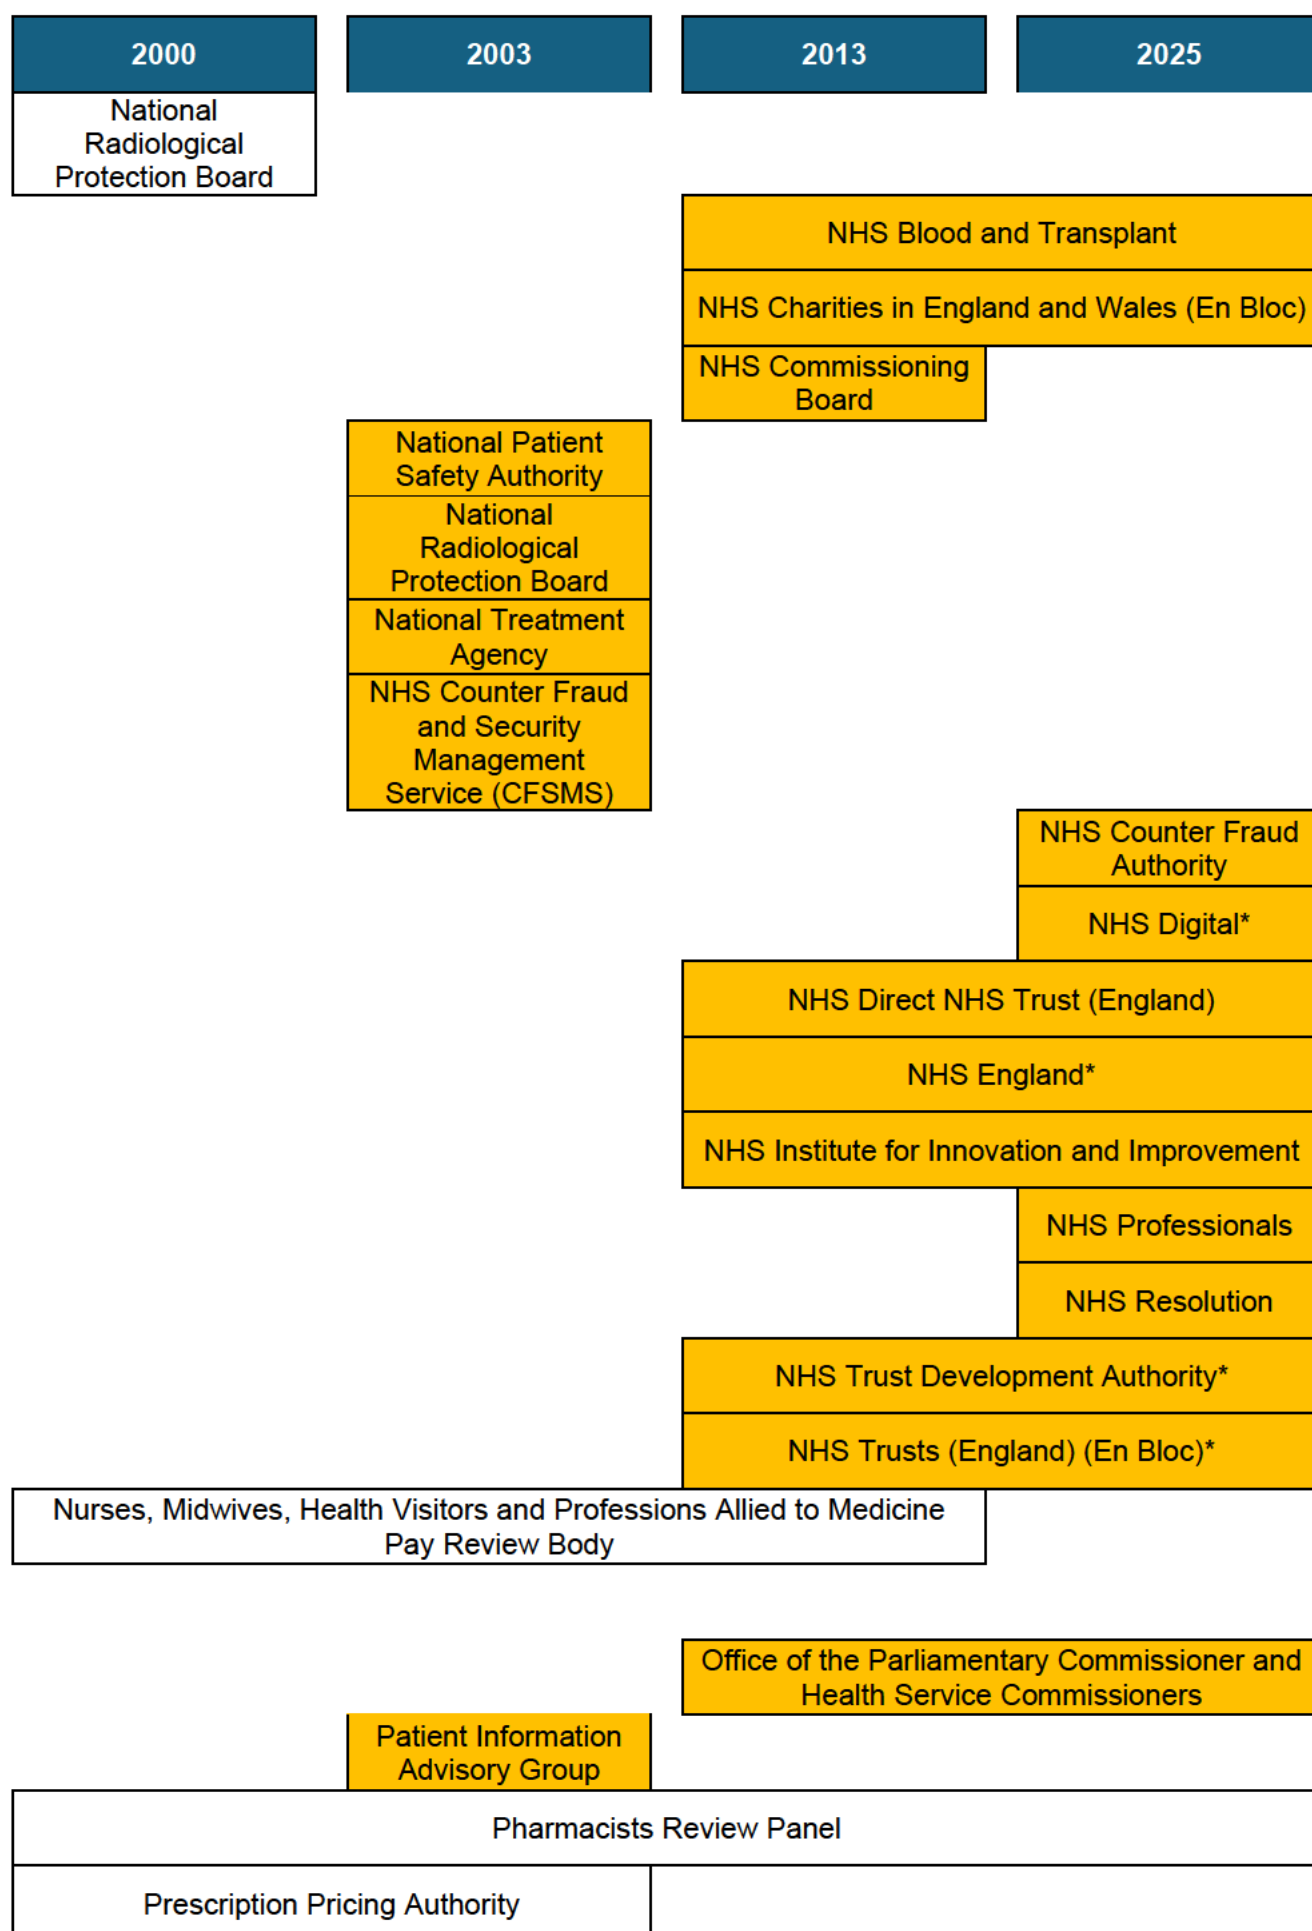 2000 2003 2013 2025
National
Radiological
Protection Board
NHS Blood and Transplant
NHS Charities in England and Wales (En Bloc)
NHS Commissioning
Board
National Patient
Safety Authority
National
Radiological
Protection Board
National Treatment
Agency
NHS Counter Fraud
and Security
Management
Service (CFSMS)
NHS Counter Fraud
Authority
NHS Digital*
NHS Direct NHS Trust (England)
NHS England*
NHS Institute for Innovation and Improvement
NHS Professionals
NHS Resolution
NHS Trust Development Authority*
NHS Trusts (England) (En Bloc)*
Nurses, Midwives, Health Visitors and Professions Allied to Medicine
Pay Review Body
Office of the Parliamentary Commissioner and
Health Service Commissioners
Patient Information
Advisory Group
Pharmacists Review Panel
Prescription Pricing Authority